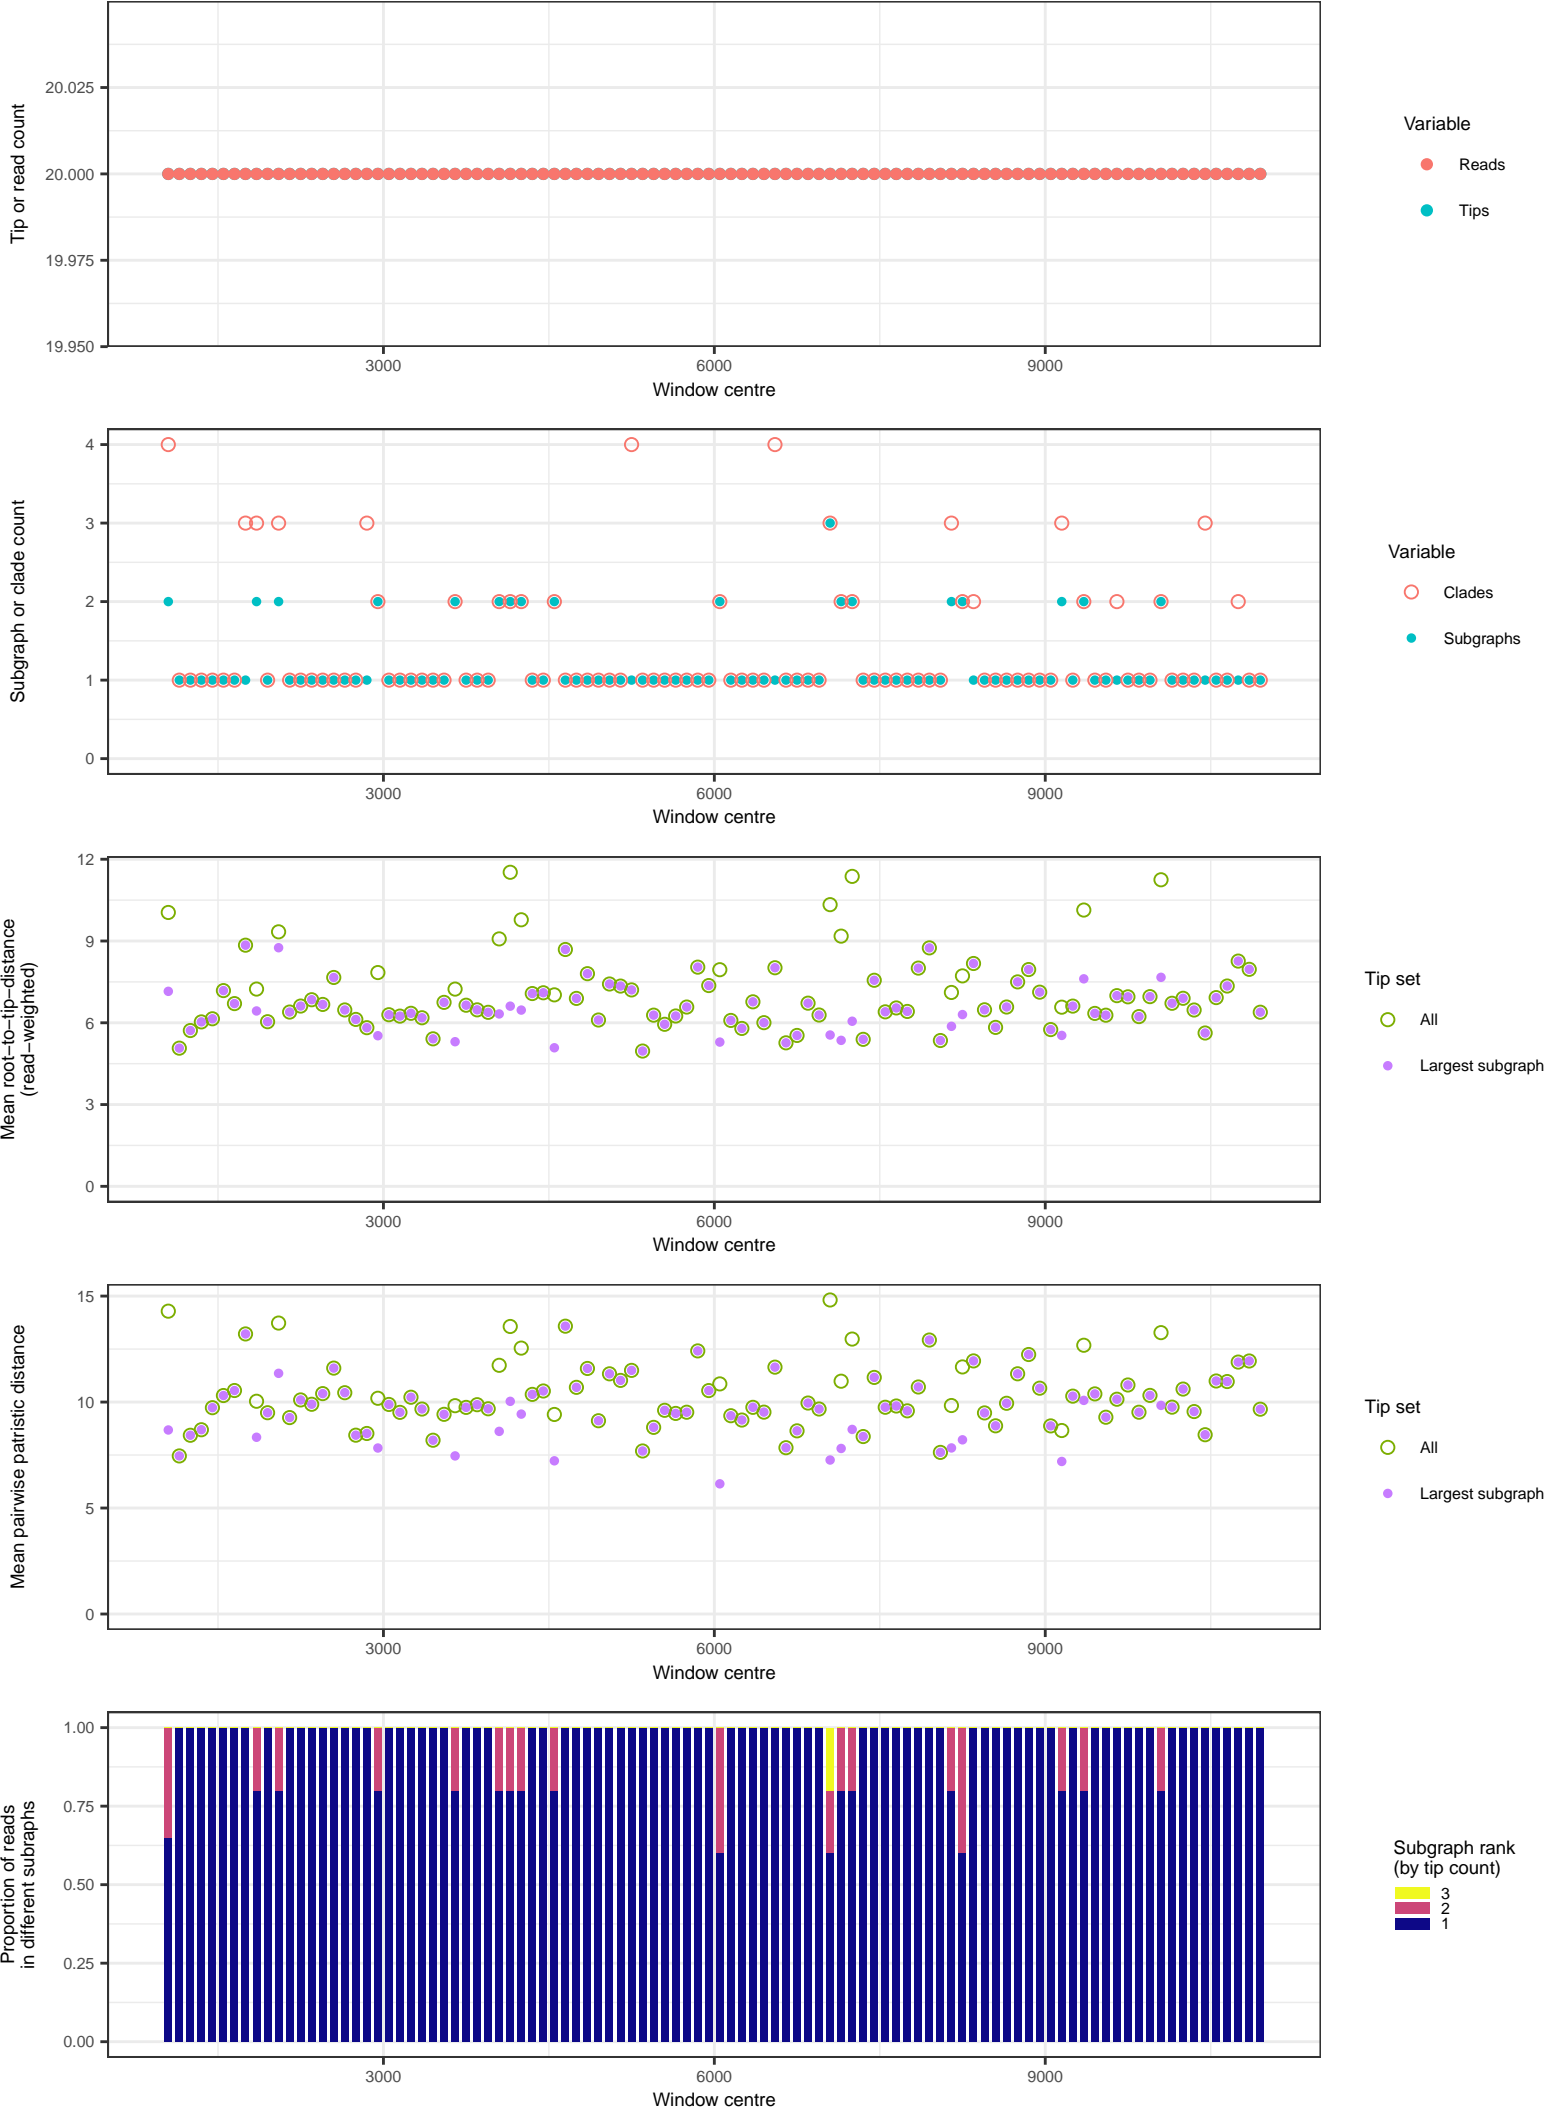 20.025
20.000
19.975
19.950
Tip or read count
3000 6000 9000
Window centre
Variable
Reads
Tips
4
3
2
1
0
Subgraph or clade count
3000 6000 9000
Window centre
Variable
Clades
Subgraphs
12
9
6
3
0
Mean root−to−tip−distance
(read−weighted)
3000 6000 9000
Window centre
Tip set
All
Largest subgraph
15
10
5
0
Mean pairwise patristic distance
3000 6000 9000
Window centre
Tip set
All
Largest subgraph
1.00
0.75
0.50
0.25
0.00
Proportion of reads
in different subraphs
3000 6000 9000
Window centre
Subgraph rank
(by tip count)
3
2
1